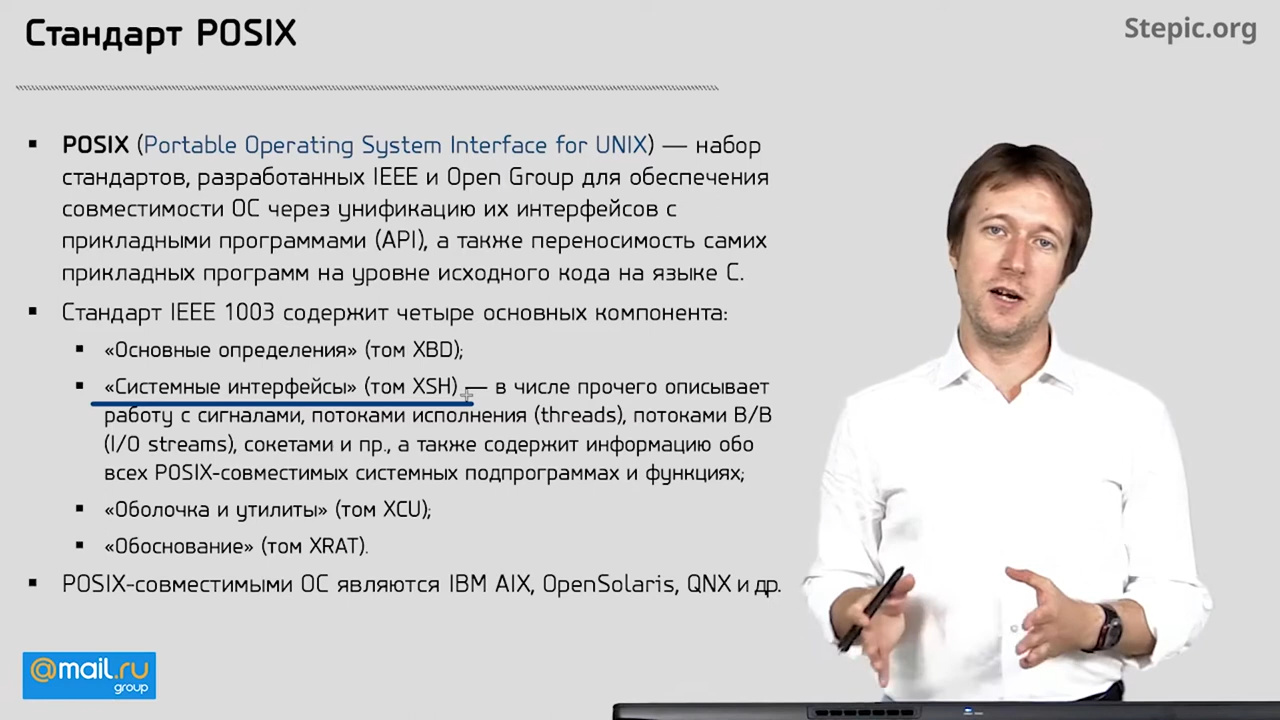 Стандарт POSIX
Stepic.org
▪ POSIX (Portable Operating System Interface for UNIX) — набор
стандартов, разработанных IEEE и Open Group для обеспечения
совместимости ОС через унификацию их интерфейсов с
прикладными программами (API), а также переносимость самих
прикладных программ на уровне исходного кода на языке C.
▪ Стандарт IEEE 1003 содержит четыре основных компонента:
▪ «Основные определения» (том XBD);
▪ «Системные интерфейсы» (том XSH) — в числе прочего описывает
работу с сигналами, потоками исполнения (threads), потоками В/В
(I/O streams), сокетами и пр., а также содержит информацию обо
всех POSIX-совместимых системных подпрограммах и функциях;
▪ «Оболочка и утилиты» (том XCU);
▪ «Обоснование» (том XRAT).
▪ POSIX-совместимыми ОС являются IBM AIX, OpenSolaris, QNX и др.
@mail.ru
group